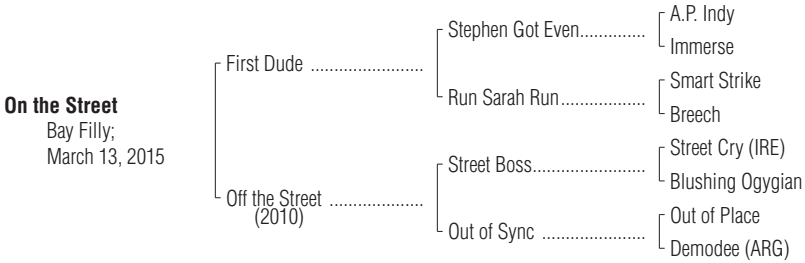 A.P. Indy
Stephen Got Even..............
Immerse
First Dude ........................
Smart Strike
Run Sarah Run..................
Breech
On the Street
Bay Filly;
March 13, 2015
Street Cry (IRE)
Street Boss........................
Blushing Ogygian
Off the Street ....................
(2010)
Out of Place
Out of Sync ......................
Demodee (ARG)